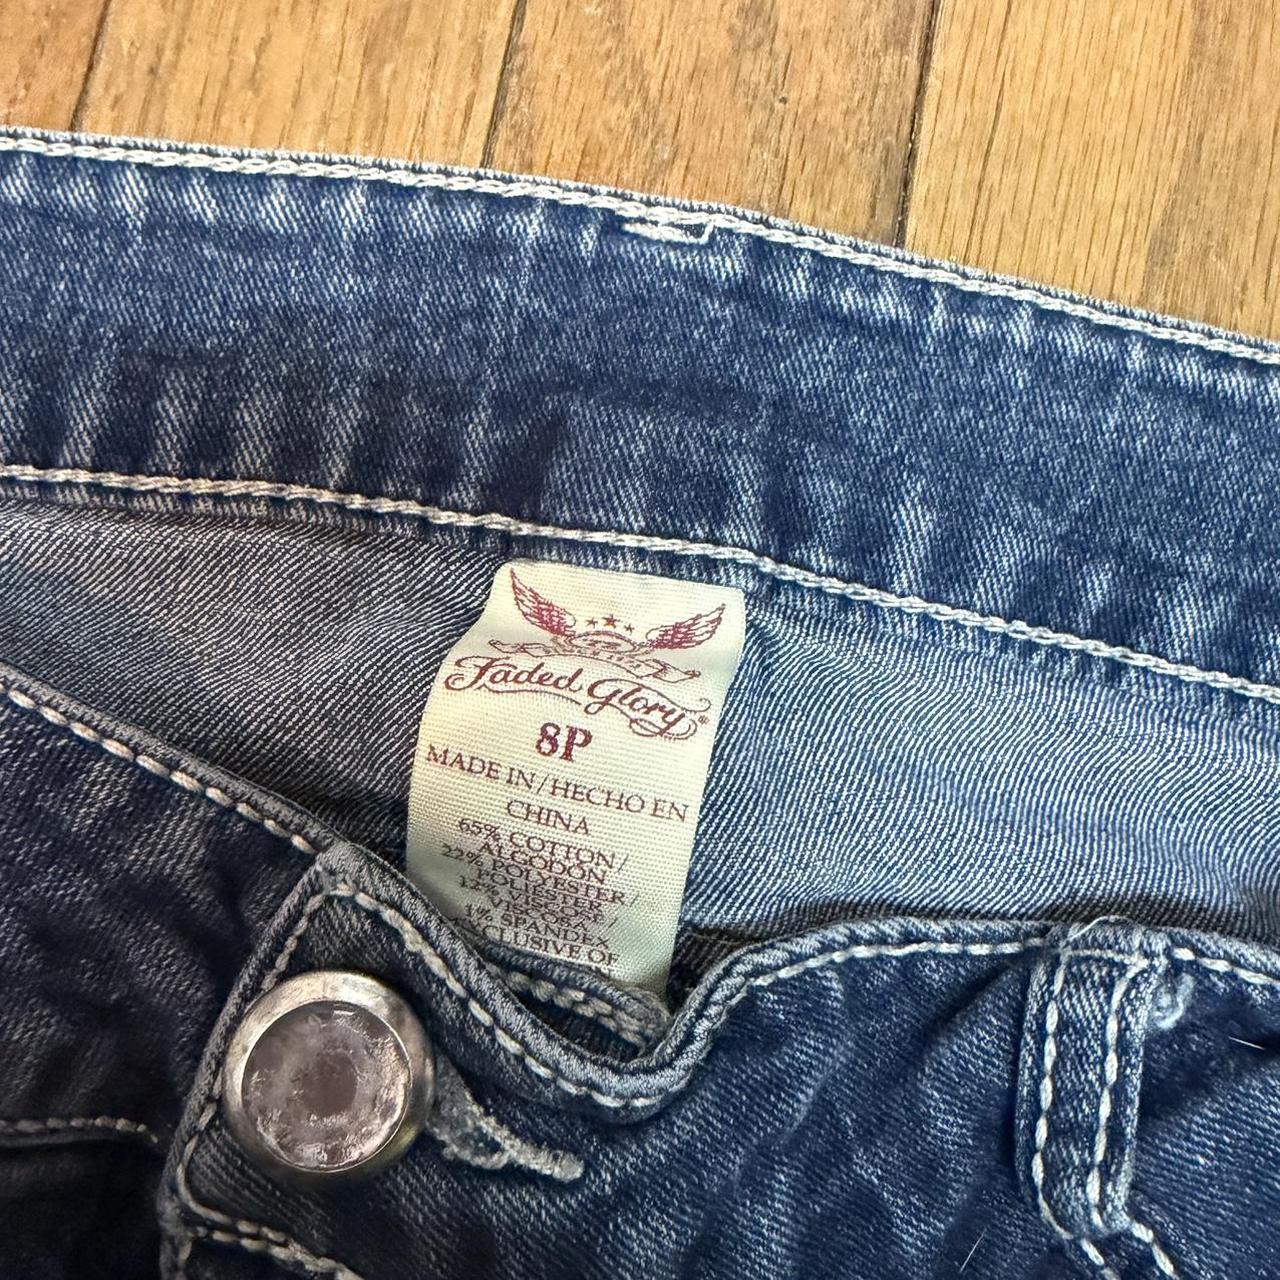 Faded Glory®
8P
MADE IN/HECHO EN
CHINA
65% COTTON/
ALGODON
22% POLYESTER/
POLIESTER
12% VISCOSE/
VISCOSA
1% SPANDEX
EXCLUSIVE OF